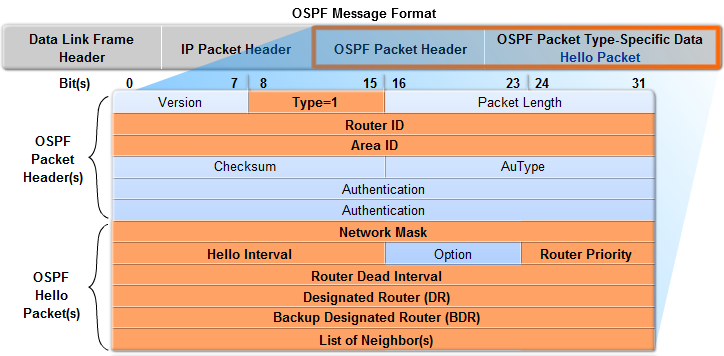 OSPF Message Format
Data Link Frame Header
IP Packet Header
OSPF Packet Header
OSPF Packet Type-Specific Data
Hello Packet
Bit(s) 0 7 8 15 16 23 24 31
OSPF Packet Header(s)
Version Type=1 Packet Length
Router ID
Area ID
Checksum AuType
Authentication
Authentication
OSPF Hello Packet(s)
Network Mask
Hello Interval Option Router Priority
Router Dead Interval
Designated Router (DR)
Backup Designated Router (BDR)
List of Neighbor(s)